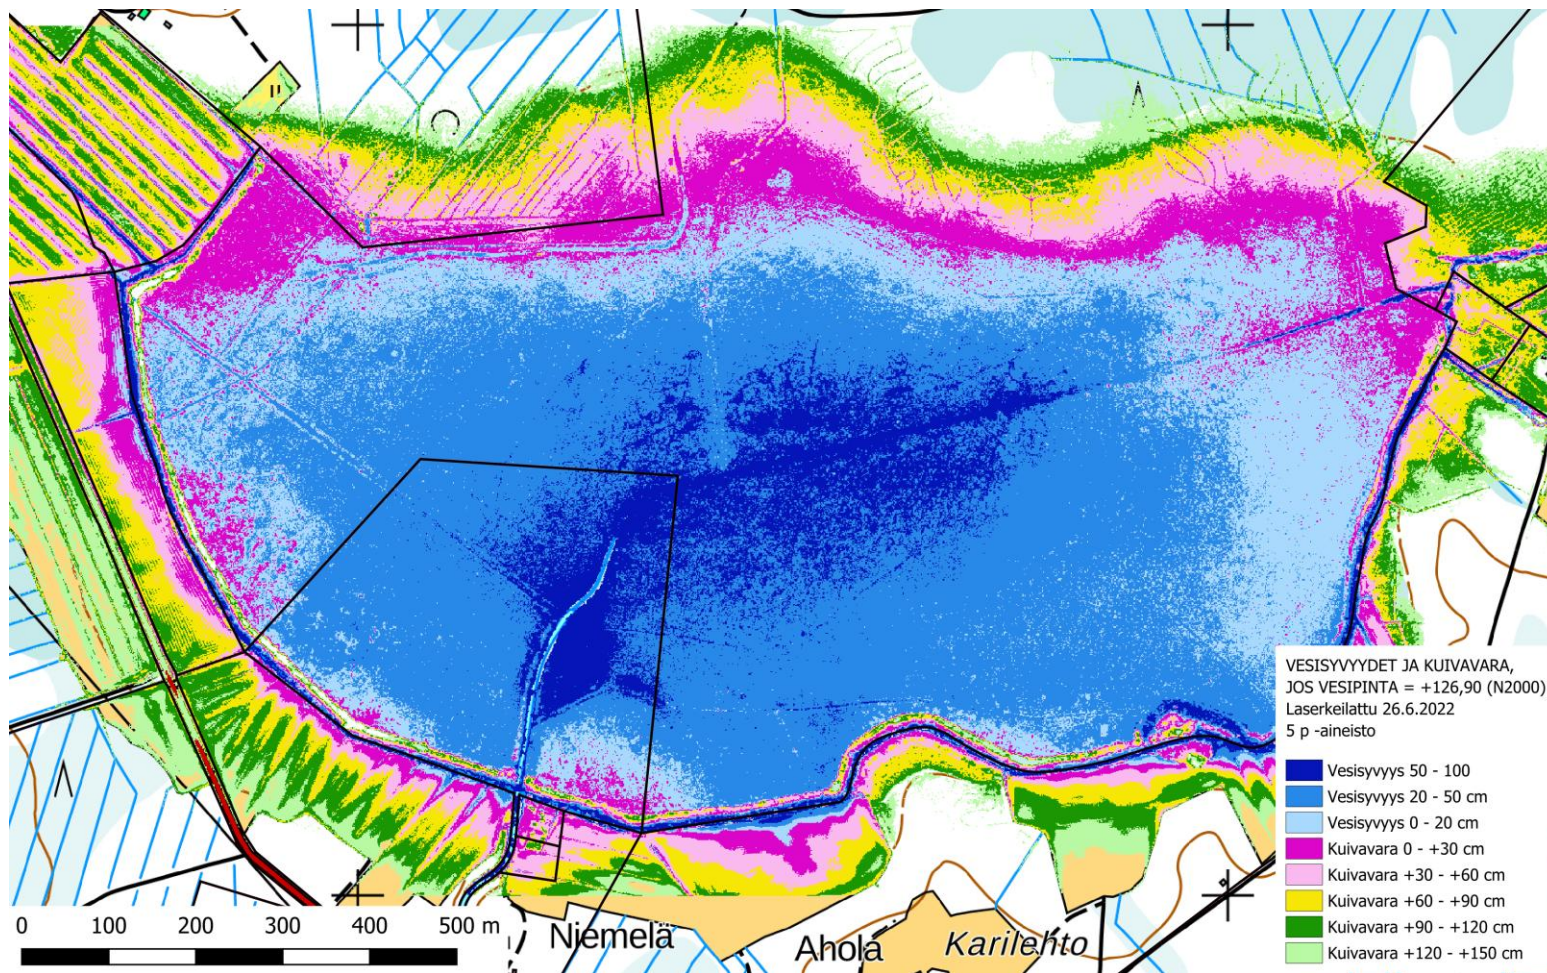 VESISYVYYDET JA KUIVAVARA,
JOS VESIPINTA = +126,90 (N2000)
Laserkeilattu 26.6.2022
5 p -aineisto
Vesisyvyys 50 - 100
Vesisyvyys 20 - 50 cm
Vesisyvyys 0 - 20 cm
Kuivavara 0 - +30 cm
Kuivavara +30 - +60 cm
Kuivavara +60 - +90 cm
Kuivavara +90 - +120 cm
Kuivavara +120 - +150 cm
0 100 200 300 400 500 m
Niemelä
Ahola
Karilehto